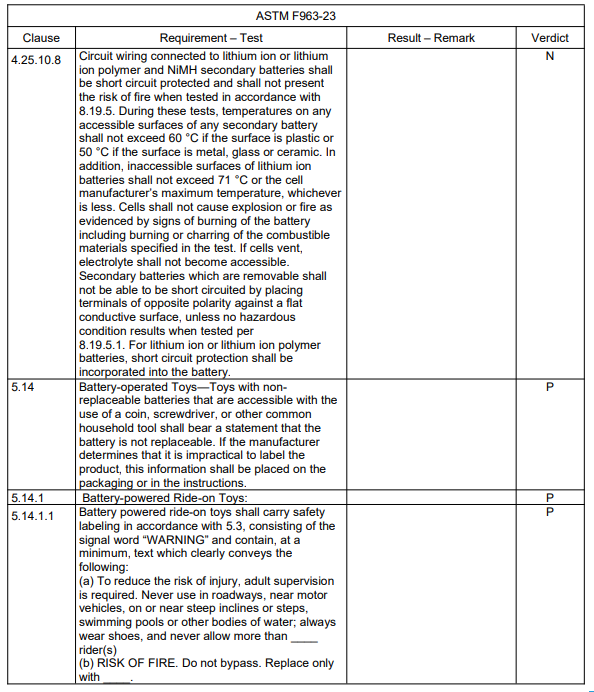 ASTM F963-23
Clause Requirement – Test Result – Remark Verdict
4.25.10.8 Circuit wiring connected to lithium ion or lithium N
ion polymer and NiMH secondary batteries shall
be short circuit protected and shall not present
the risk of fire when tested in accordance with
8.19.5. During these tests, temperatures on any
accessible surfaces of any secondary battery
shall not exceed 60 °C if the surface is plastic or
50 °C if the surface is metal, glass or ceramic. In
addition, inaccessible surfaces of lithium ion
batteries shall not exceed 71 °C or the cell
manufacturer’s maximum temperature, whichever
is less. Cells shall not cause explosion or fire as
evidenced by signs of burning of the battery
including burning or charring of the combustible
materials specified in the test. If cells vent,
electrolyte shall not become accessible.
Secondary batteries which are removable shall
not be able to be short circuited by placing
terminals of opposite polarity against a flat
conductive surface, unless no hazardous
condition results when tested per
8.19.5.1. For lithium ion or lithium ion polymer
batteries, short circuit protection shall be
incorporated into the battery.
5.14 Battery-operated Toys—Toys with non- P
replaceable batteries that are accessible with the
use of a coin, screwdriver, or other common
household tool shall bear a statement that the
battery is not replaceable. If the manufacturer
determines that it is impractical to label the
product, this information shall be placed on the
packaging or in the instructions.
5.14.1 Battery-powered Ride-on Toys: P
5.14.1.1 Battery powered ride-on toys shall carry safety P
labeling in accordance with 5.3, consisting of the
signal word “WARNING” and contain, at a
minimum, text which clearly conveys the
following:
(a) To reduce the risk of injury, adult supervision
is required. Never use in roadways, near motor
vehicles, on or near steep inclines or steps,
swimming pools or other bodies of water; always
wear shoes, and never allow more than ____
rider(s)
(b) RISK OF FIRE. Do not bypass. Replace only
with ____.